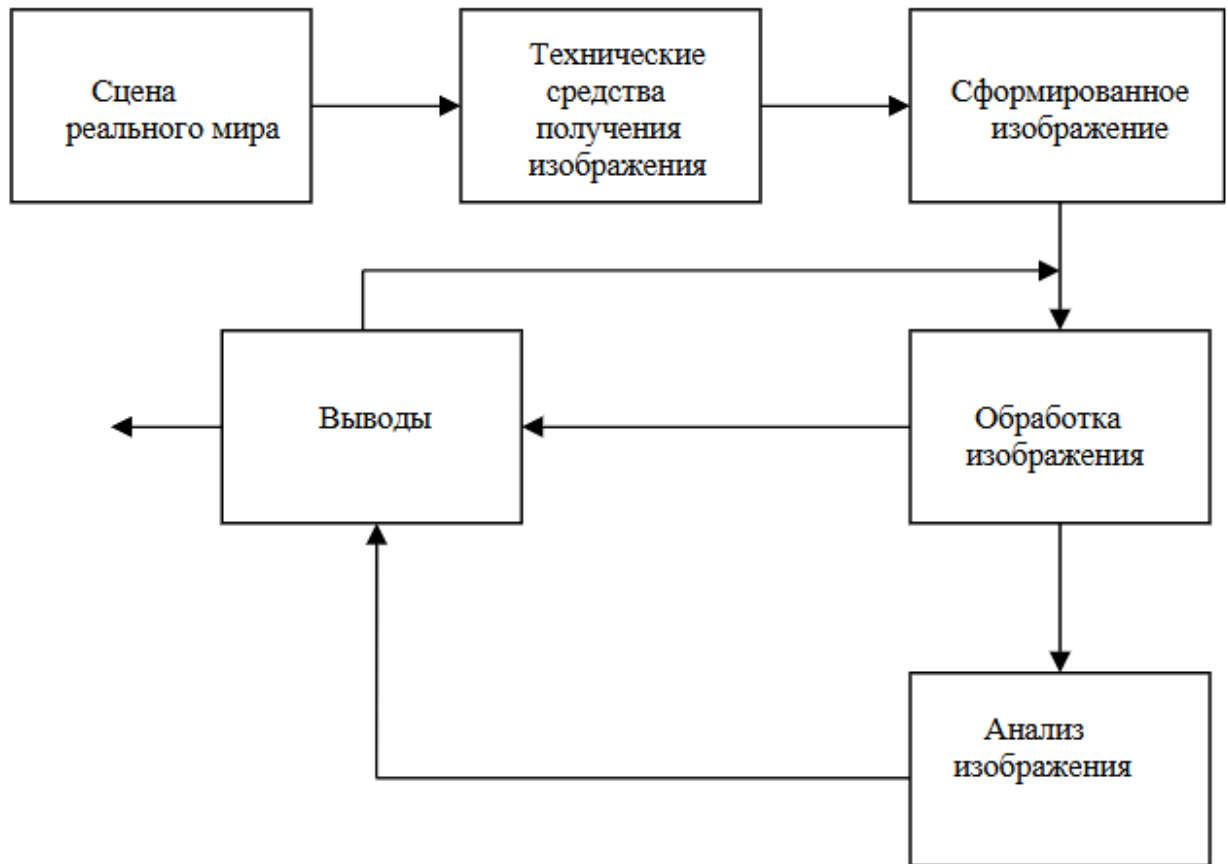 Сцена
реального мира
Технические
средства
получения
изображения
Сформированное
изображение
Выводы
Обработка
изображения
Анализ
изображения